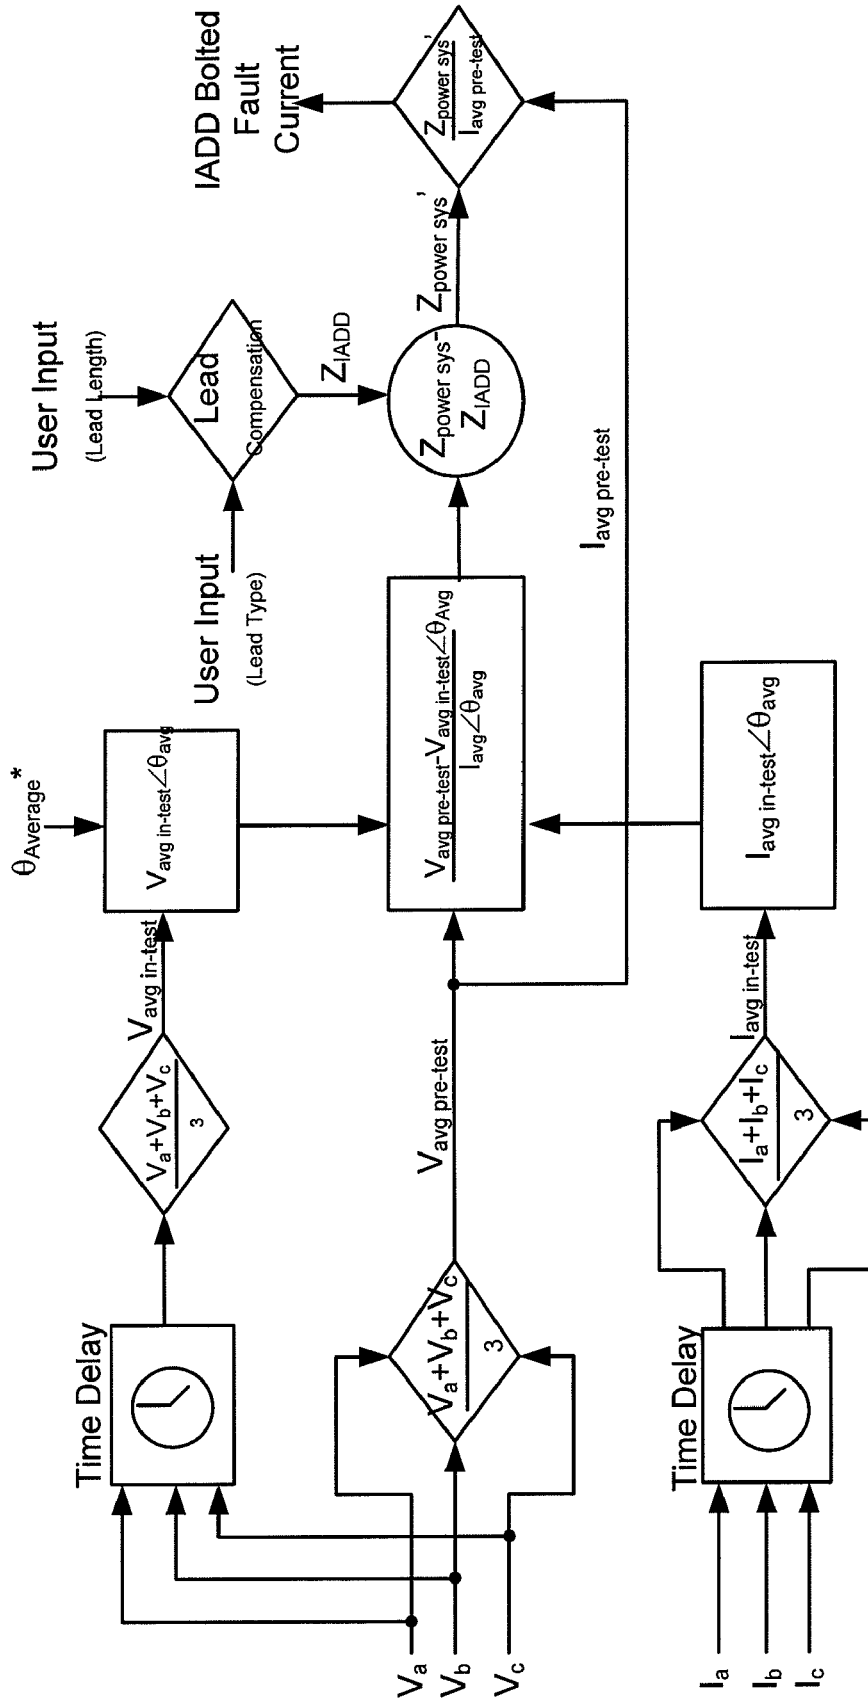 θAverage*
Time Delay
Va+Vb+Vc
3
Vavg in-test
Vavg in-test∠θavg
User Input
(Lead Type)
User Input
(Lead Length)
Lead
Compensation
ZIADD
IADD Bolted
Fault
Current
Va
Vb
Vc
Va+Vb+Vc
3
Vavg pre-test
Vavg pre-test-Vavg in-test∠θAvg
Iavg∠θavg
Zpower sys-
ZIADD
Zpower sys'
Zpower sys'
Iavg pre-test
Iavg pre-test
Ia
Ib
Ic
Time Delay
Ia+Ib+Ic
3
Iavg in-test
Iavg in-test∠θavg